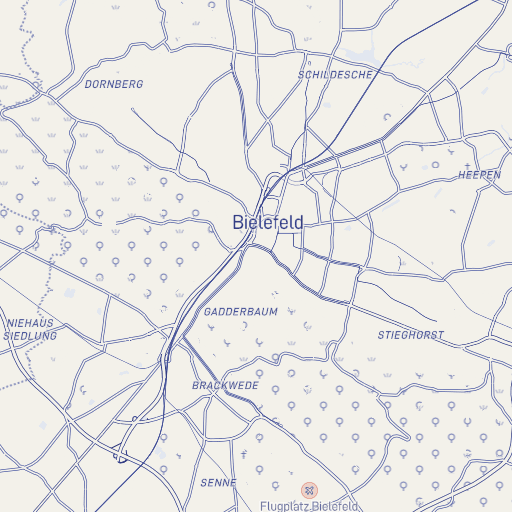 SCHILDESCHE
DORNBERG
HEEPEN
Bielefeld
GADDERBAUM
NIEHAUS
SIEDLUNG
STIEGHORST
BRACKWEDE
SENNE
Flugplatz Bielefeld